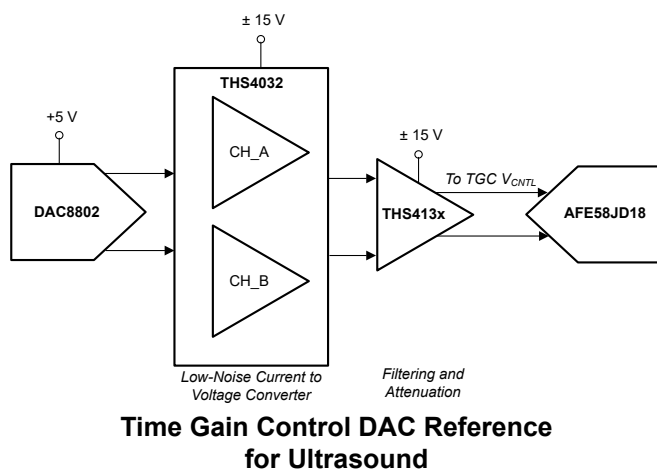 ± 15 V
THS4032
+5 V
CH_A
± 15 V
To TGC VCNTL
DAC8802
THS413x
AFE58JD18
CH_B
Low-Noise Current to
Voltage Converter
Filtering and
Attenuation
Time Gain Control DAC Reference
for Ultrasound